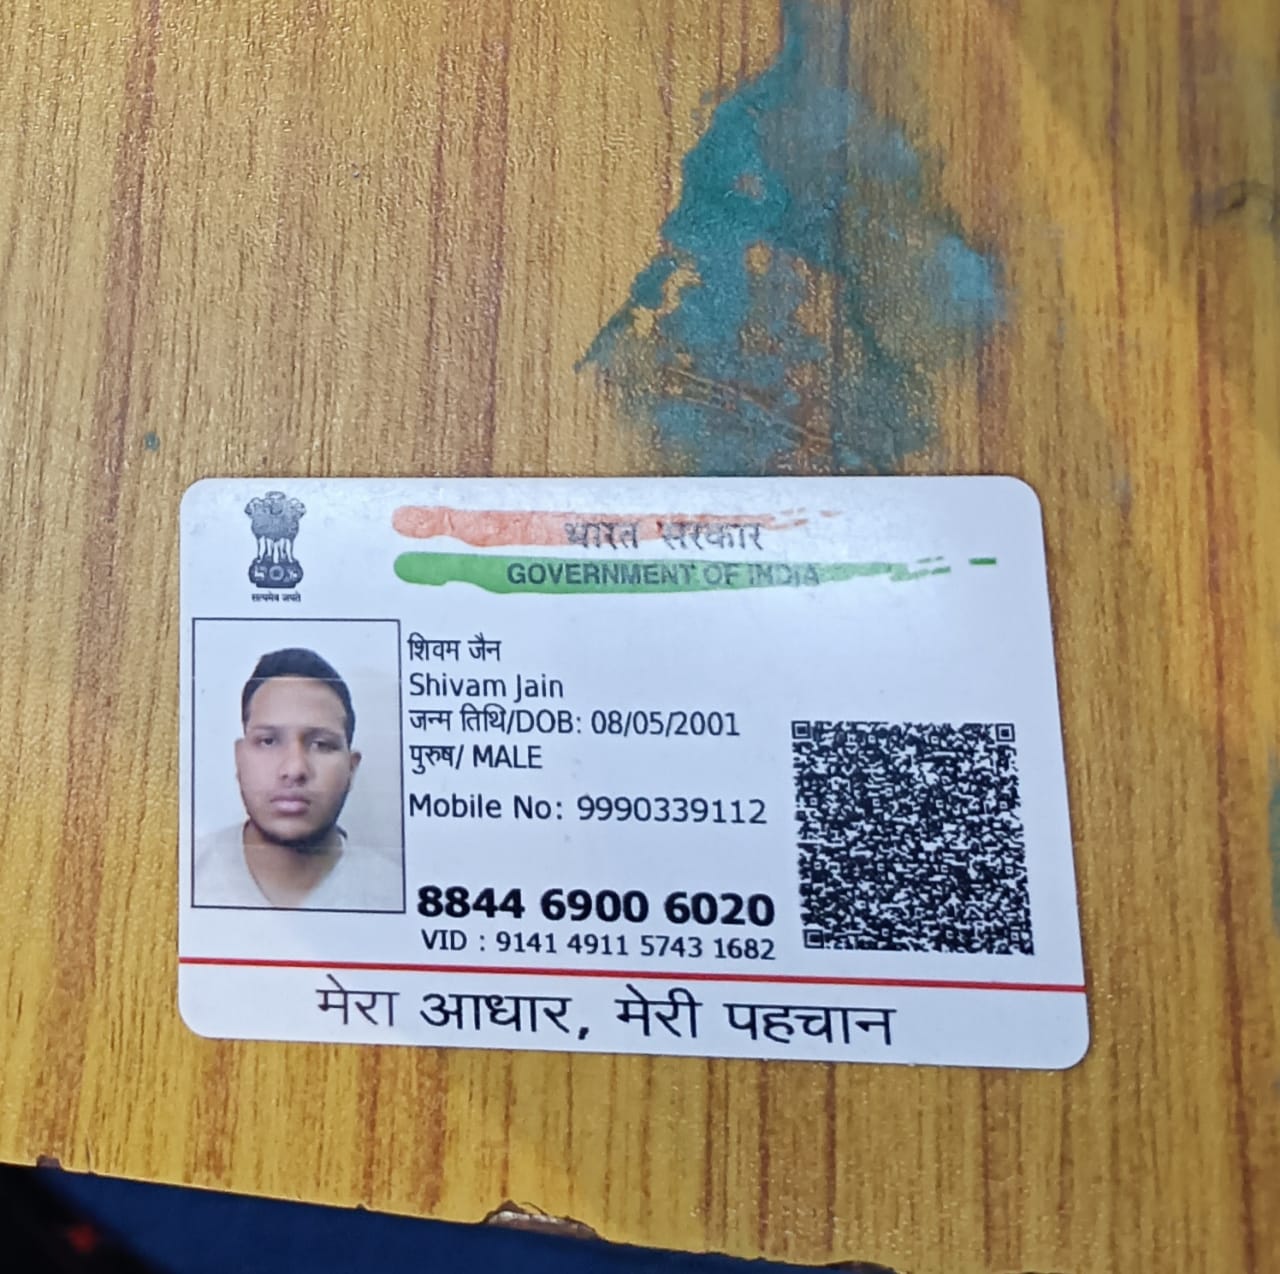 सत्यमेव जयते
भारत सरकार
GOVERNMENT OF INDIA
शिवम जैन
Shivam Jain
जन्म तिथि/DOB: 08/05/2001
पुरुष/ MALE
Mobile No: 9990339112
8844 6900 6020
VID : 9141 4911 5743 1682
मेरा आधार, मेरी पहचान